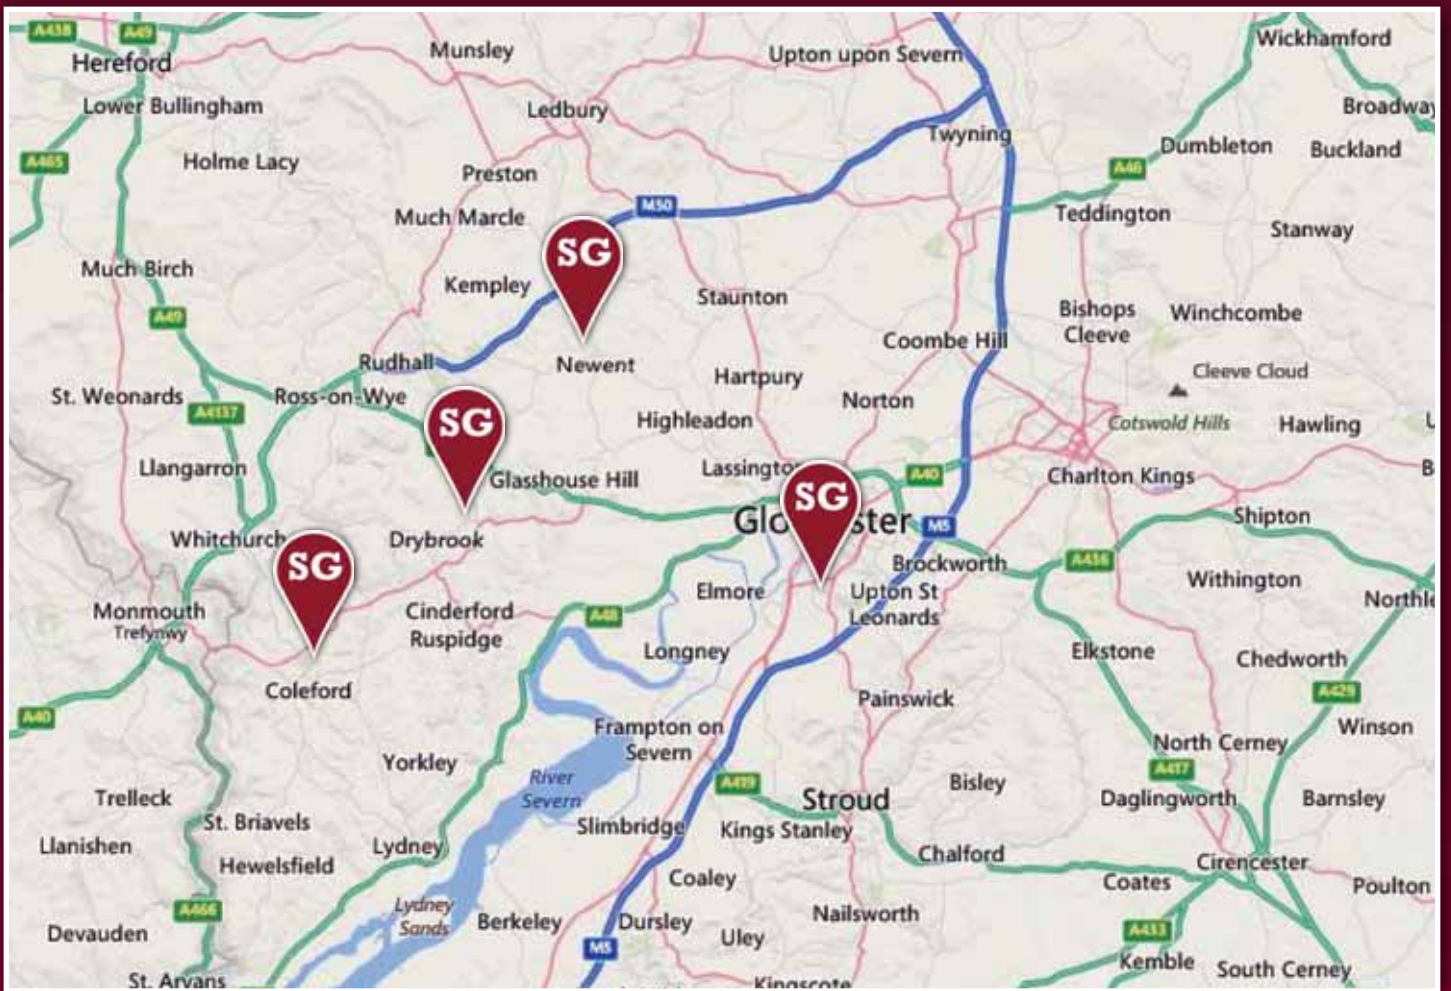 A438
A49
Hereford
Munsley
Upton upon Severn
Wickhamford
Lower Bullingham
Ledbury
Broadway
Twyning
Dumbleton
Buckland
A465
Holme Lacy
Preston
A46
Much Marcle
M50
Teddington
Stanway
SG
Much Birch
Kempley
Staunton
Bishops
Cleeve
Winchcombe
A49
Coombe Hill
Rudhall
Newent
Hartpury
Cleeve Cloud
St. Weonards
Ross-on-Wye
A4137
Norton
SG
Highleadon
Cotswold Hills
Hawling
Llangarron
Glasshouse Hill
Lassington
A40
Charlton Kings
SG
Whitchurch
Drybrook
M5
Shipton
SG
Brockworth
A436
Withington
Elmore
Upton St
Leonards
Monmouth
Trefynwy
Cinderford
Ruspidge
A48
Longney
Elkstone
Chedworth
Coleford
A429
A40
Painswick
Frampton on
Severn
Winson
North Cerney
Yorkley
River
Severn
A419
Bisley
A417
Trelleck
Stroud
Daglingworth
Barnsley
St. Briavels
Slimbridge
Kings Stanley
Llanishen
Hewelsfield
Lydney
Chalford
Cirencester
Coaley
Coates
Poulton
A466
Lydney
Sands
Berkeley
Dursley
Nailsworth
Devauden
Uley
A433
M5
Kemble
South Cerney
St. Arvans
Kingscote